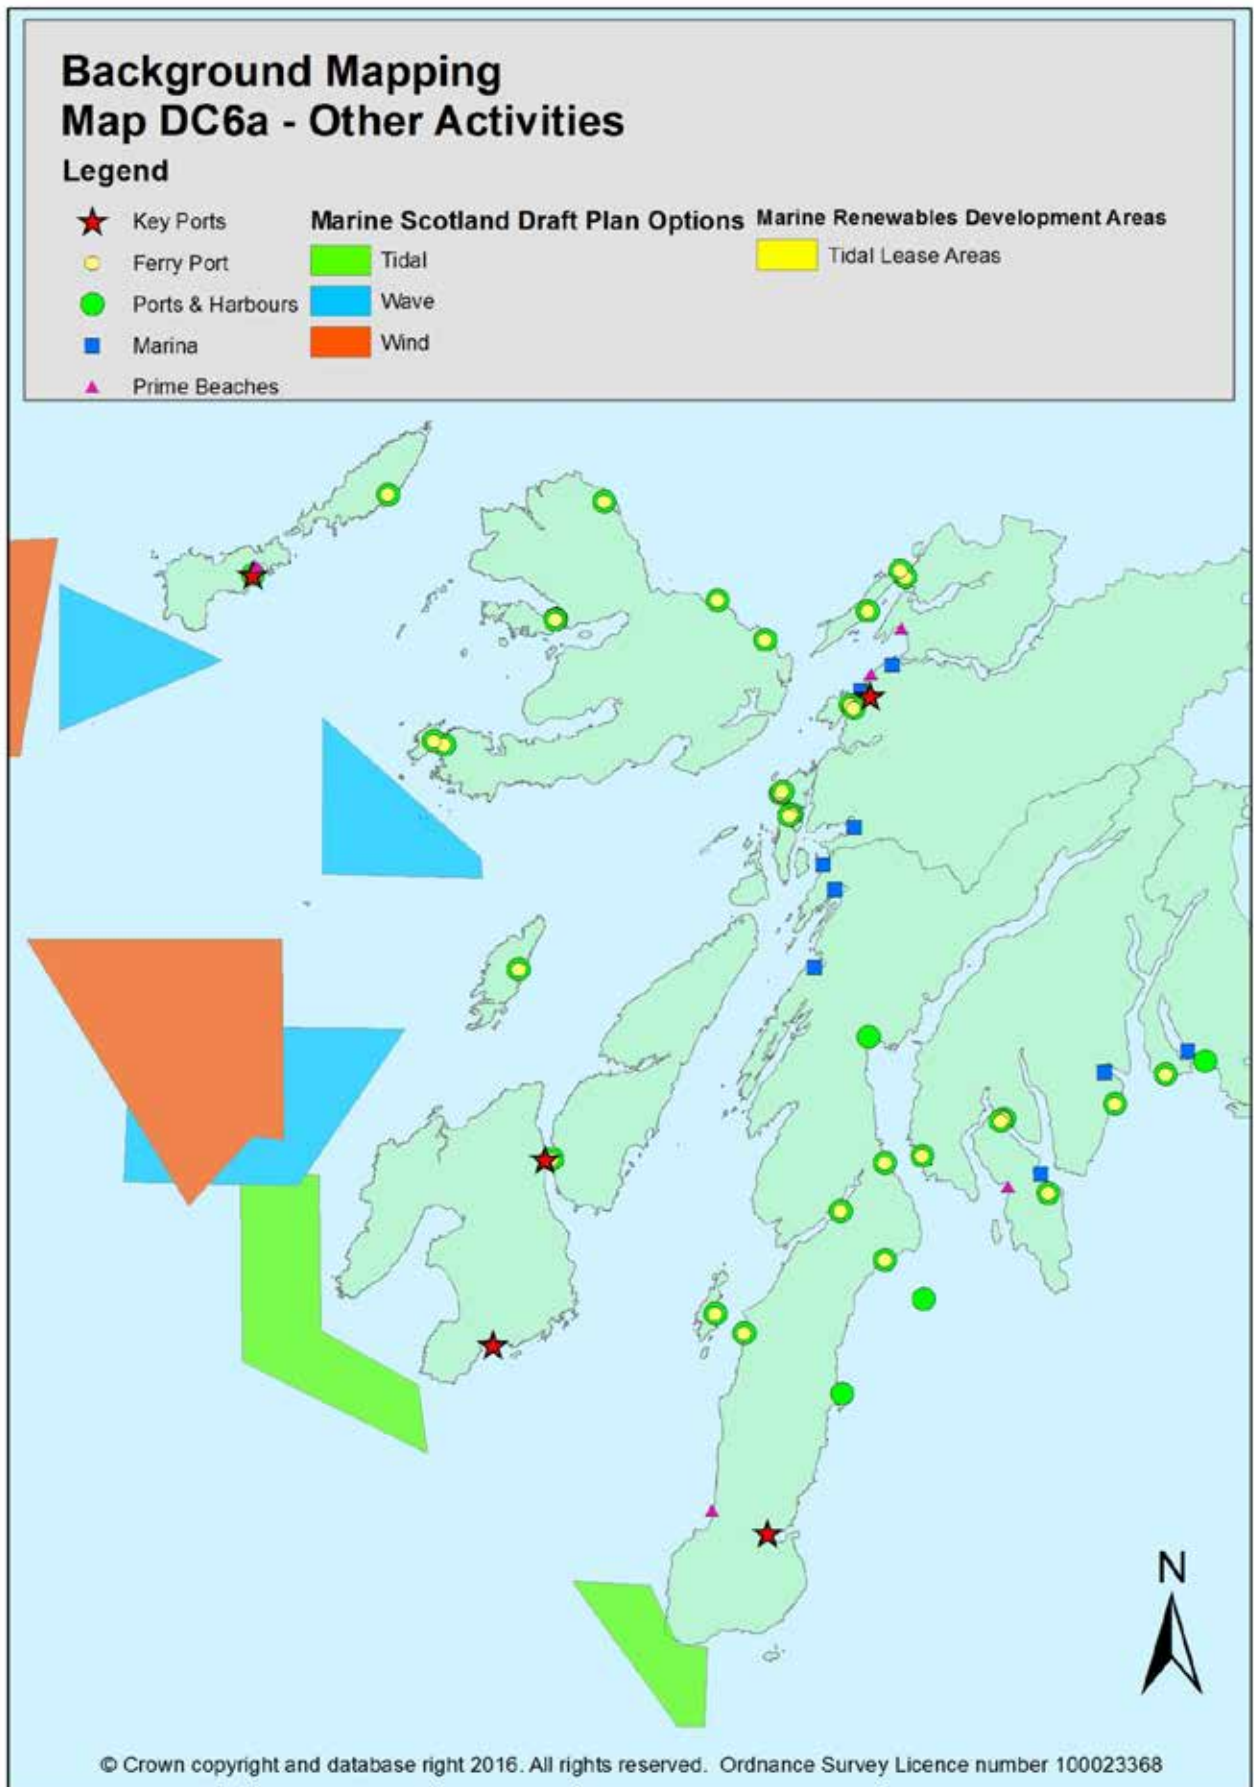 Background Mapping
Map DC6a - Other Activities
Legend
Key Ports
Ferry Port
Ports & Harbours
Marina
Prime Beaches
Marine Scotland Draft Plan Options
Tidal
Wave
Wind
Marine Renewables Development Areas
Tidal Lease Areas
N
© Crown copyright and database right 2016. All rights reserved. Ordnance Survey Licence number 100023368